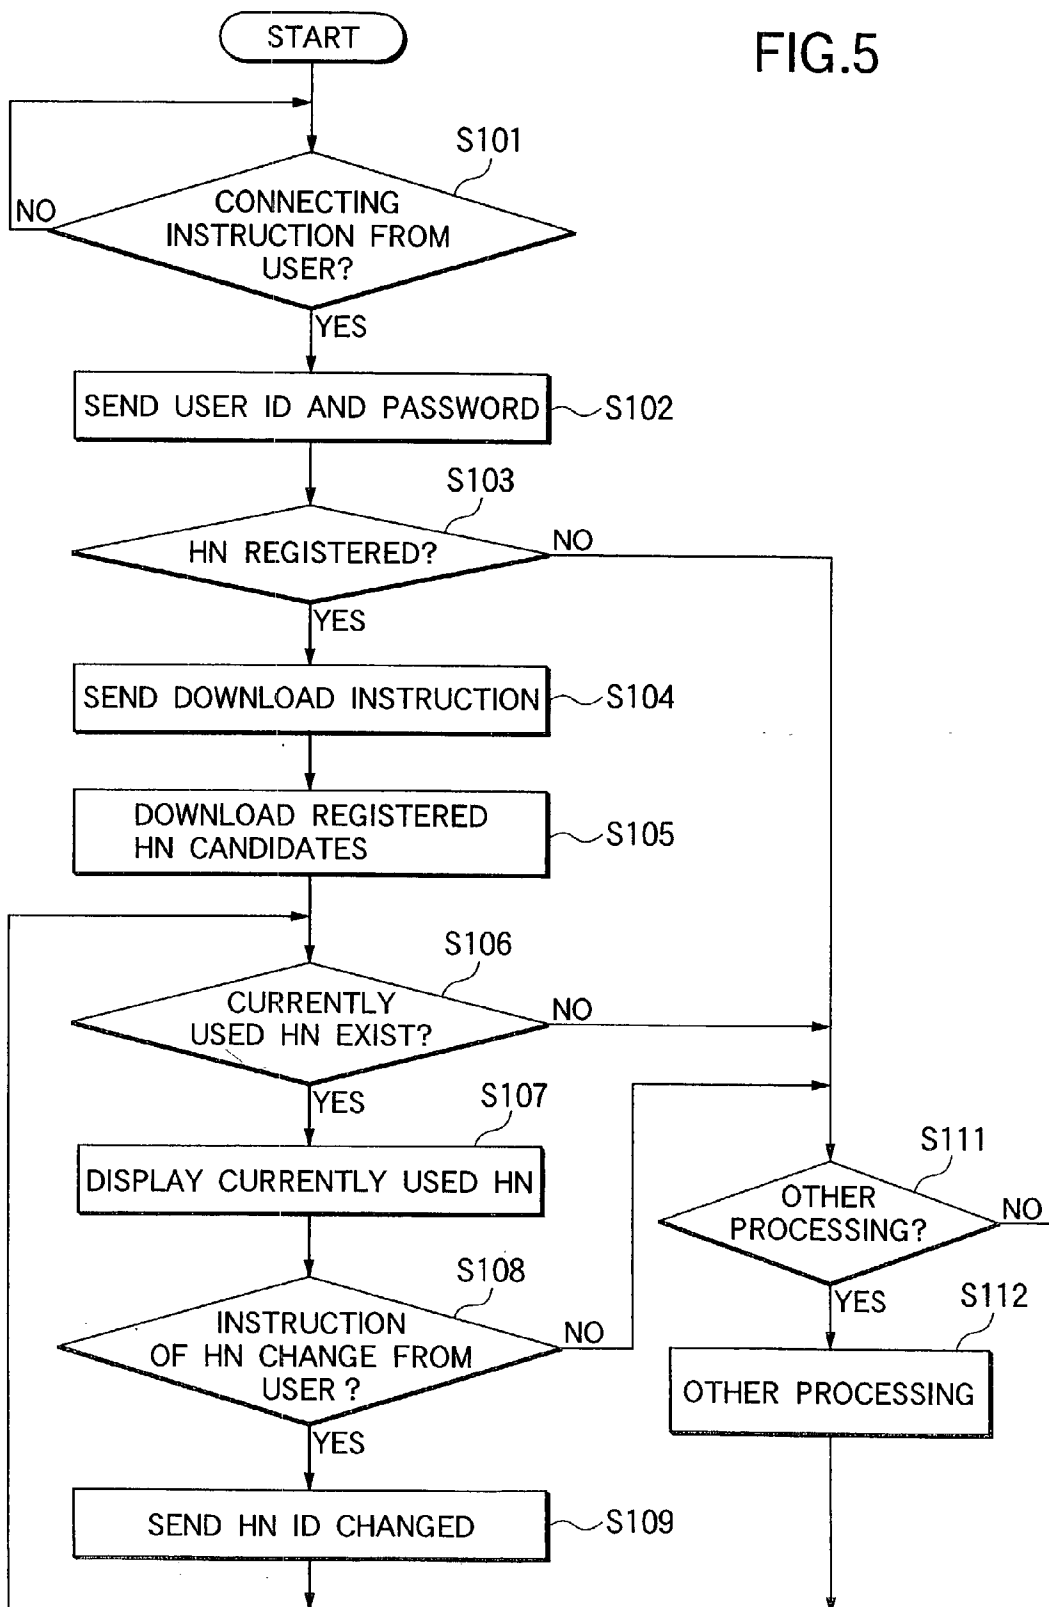 START
FIG.5
S101
CONNECTING
INSTRUCTION FROM
USER?
NO
YES
SEND USER ID AND PASSWORD
S102
S103
HN REGISTERED?
NO
YES
SEND DOWNLOAD INSTRUCTION
S104
DOWNLOAD REGISTERED
HN CANDIDATES
S105
S106
CURRENTLY
USED HN EXIST?
NO
YES
S107
DISPLAY CURRENTLY USED HN
S111
OTHER
PROCESSING?
NO
YES
S108
INSTRUCTION
OF HN CHANGE FROM
USER ?
NO
YES
S112
OTHER PROCESSING
SEND HN ID CHANGED
S109